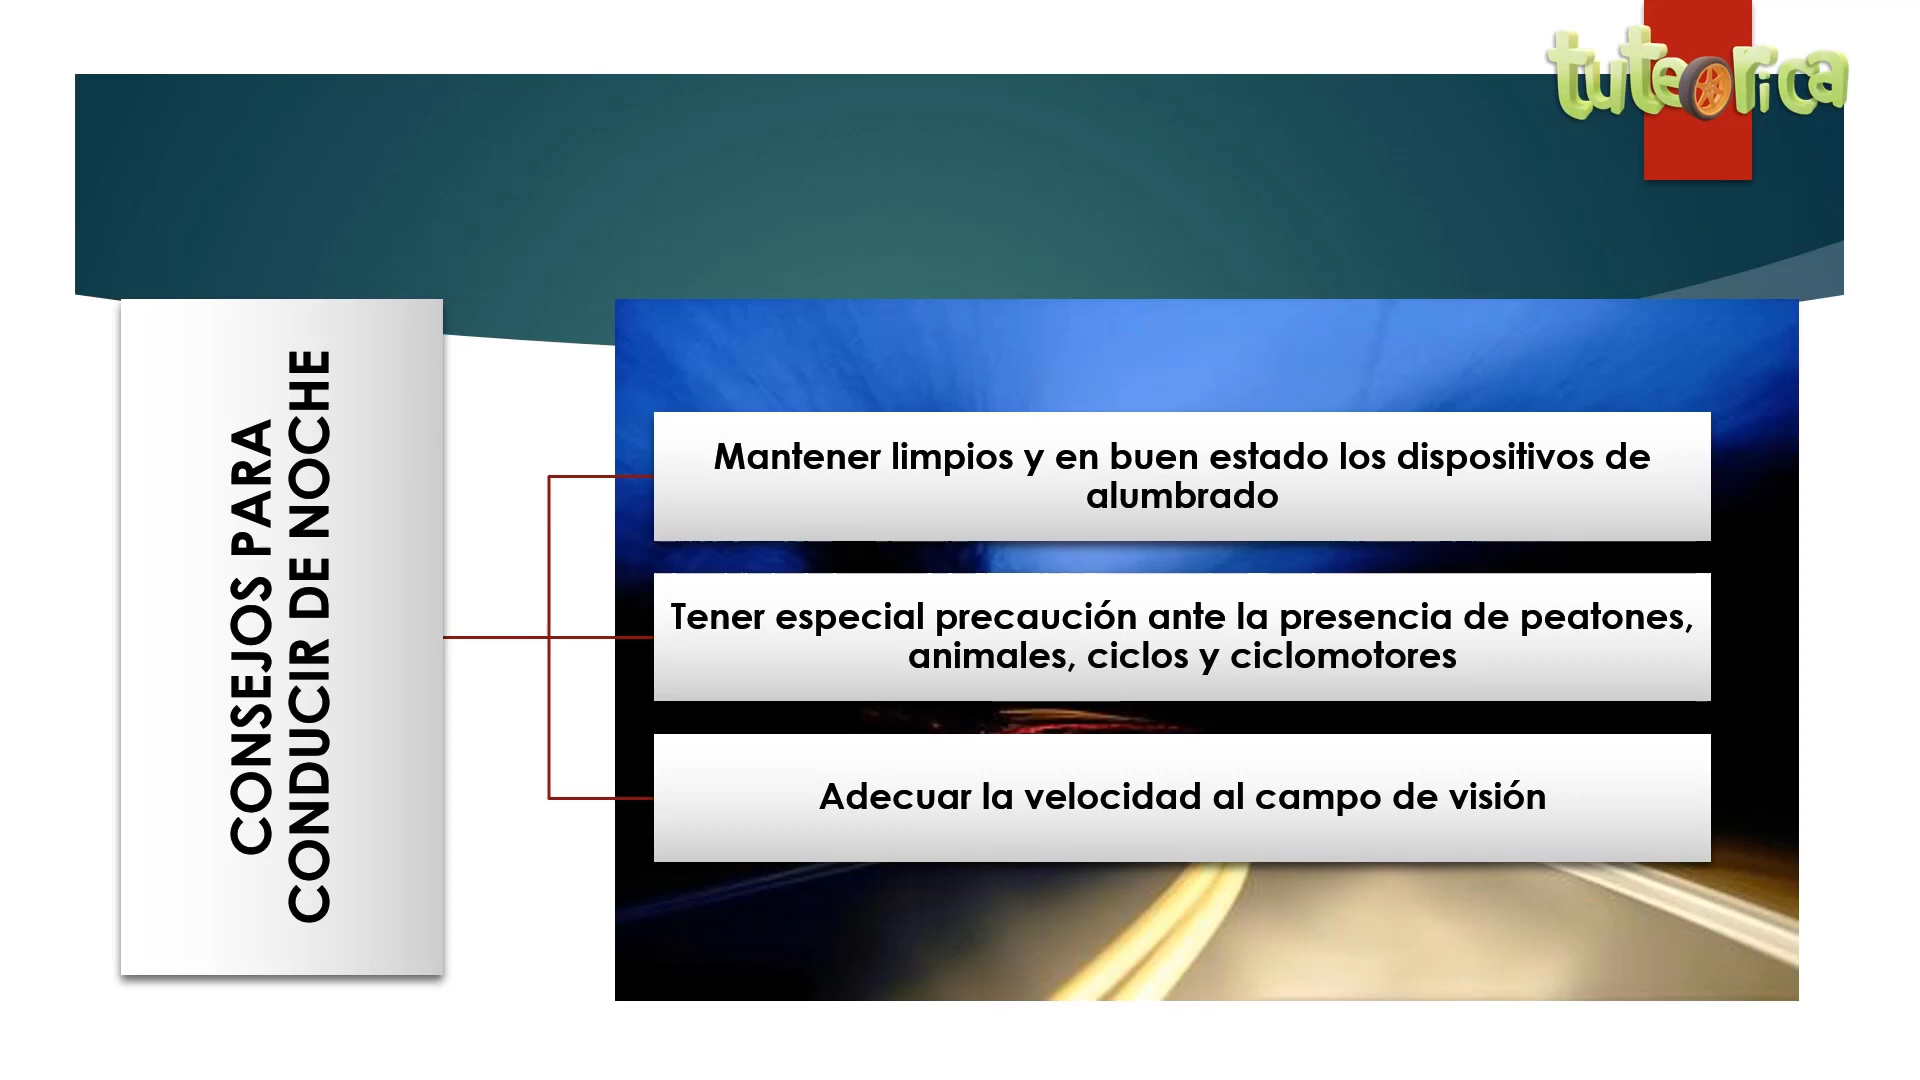 tuteorica
CONSEJOS PARA
CONDUCIR DE NOCHE
Mantener limpios y en buen estado los dispositivos de
alumbrado
Tener especial precaución ante la presencia de peatones,
animales, ciclos y ciclomotores
Adecuar la velocidad al campo de visión